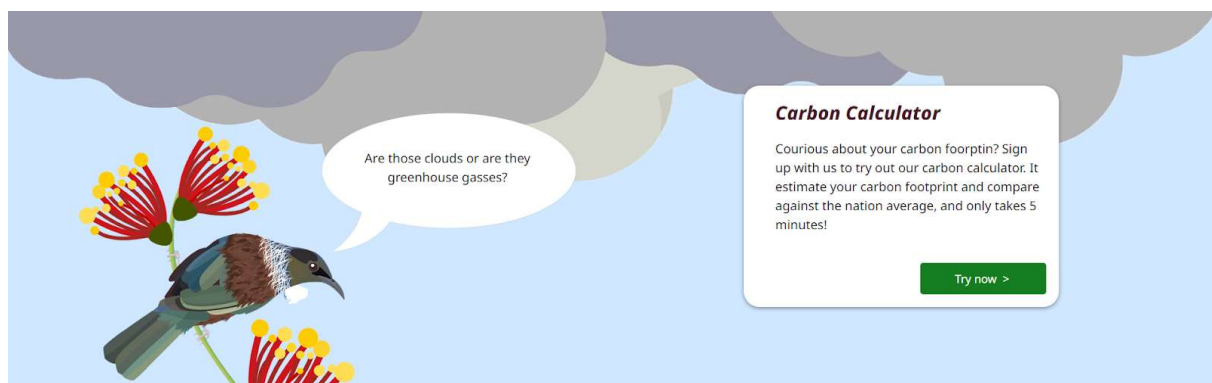 Are those clouds or are they
greenhouse gasses?
Carbon Calculator
Courious about your carbon foorptin? Sign
up with us to try out our carbon calculator. It
estimate your carbon footprint and compare
against the nation average, and only takes 5
minutes!
Try now >